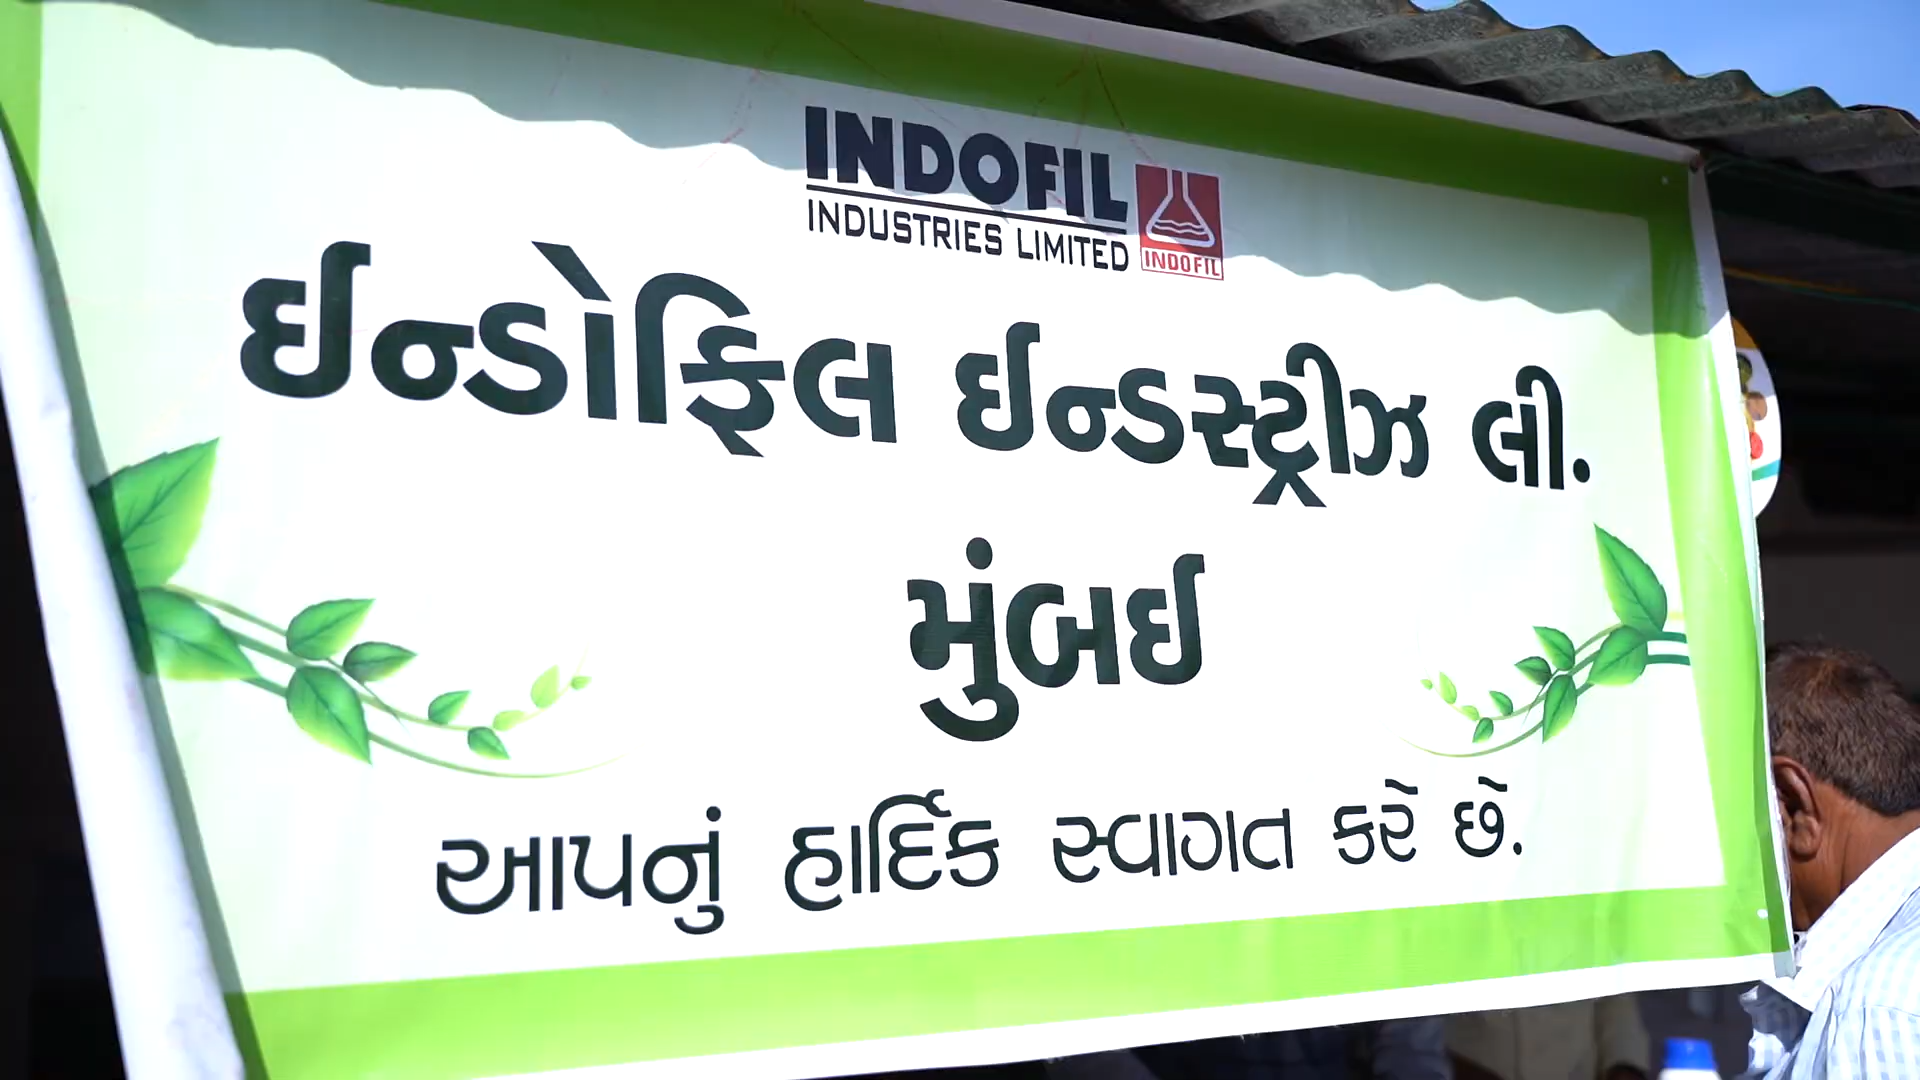 INDOFIL
INDUSTRIES LIMITED
INDOFIL
ઈન્ડોફિલ ઈન્ડસ્ટ્રીઝ લી.
મુંબઈ
આપનું હાર્દિક સ્વાગત કરે છે.